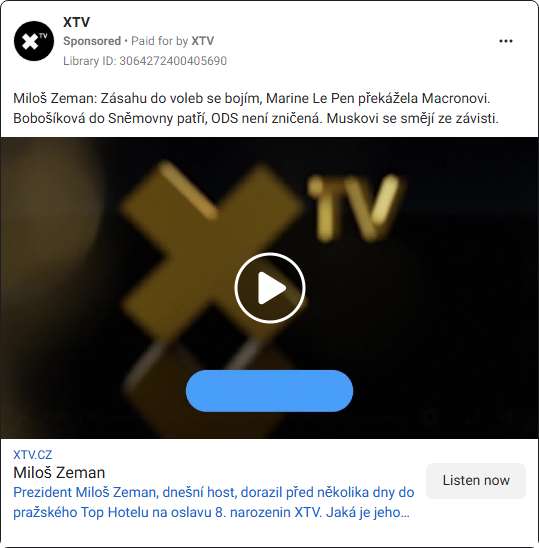 XTV
Sponsored • Paid for by XTV
Library ID: 3064272400405690
Miloš Zeman: Zásahu do voleb se bojím, Marine Le Pen překážela Macronovi.
Bobošíková do Sněmovny patří, ODS není zničená. Muskovi se smějí ze závisti.
XTV
XTV.CZ
Miloš Zeman
Prezident Miloš Zeman, dnešní host, dorazil před několika dny do
pražského Top Hotelu na oslavu 8. narozenin XTV. Jaká je jeho...
Listen now